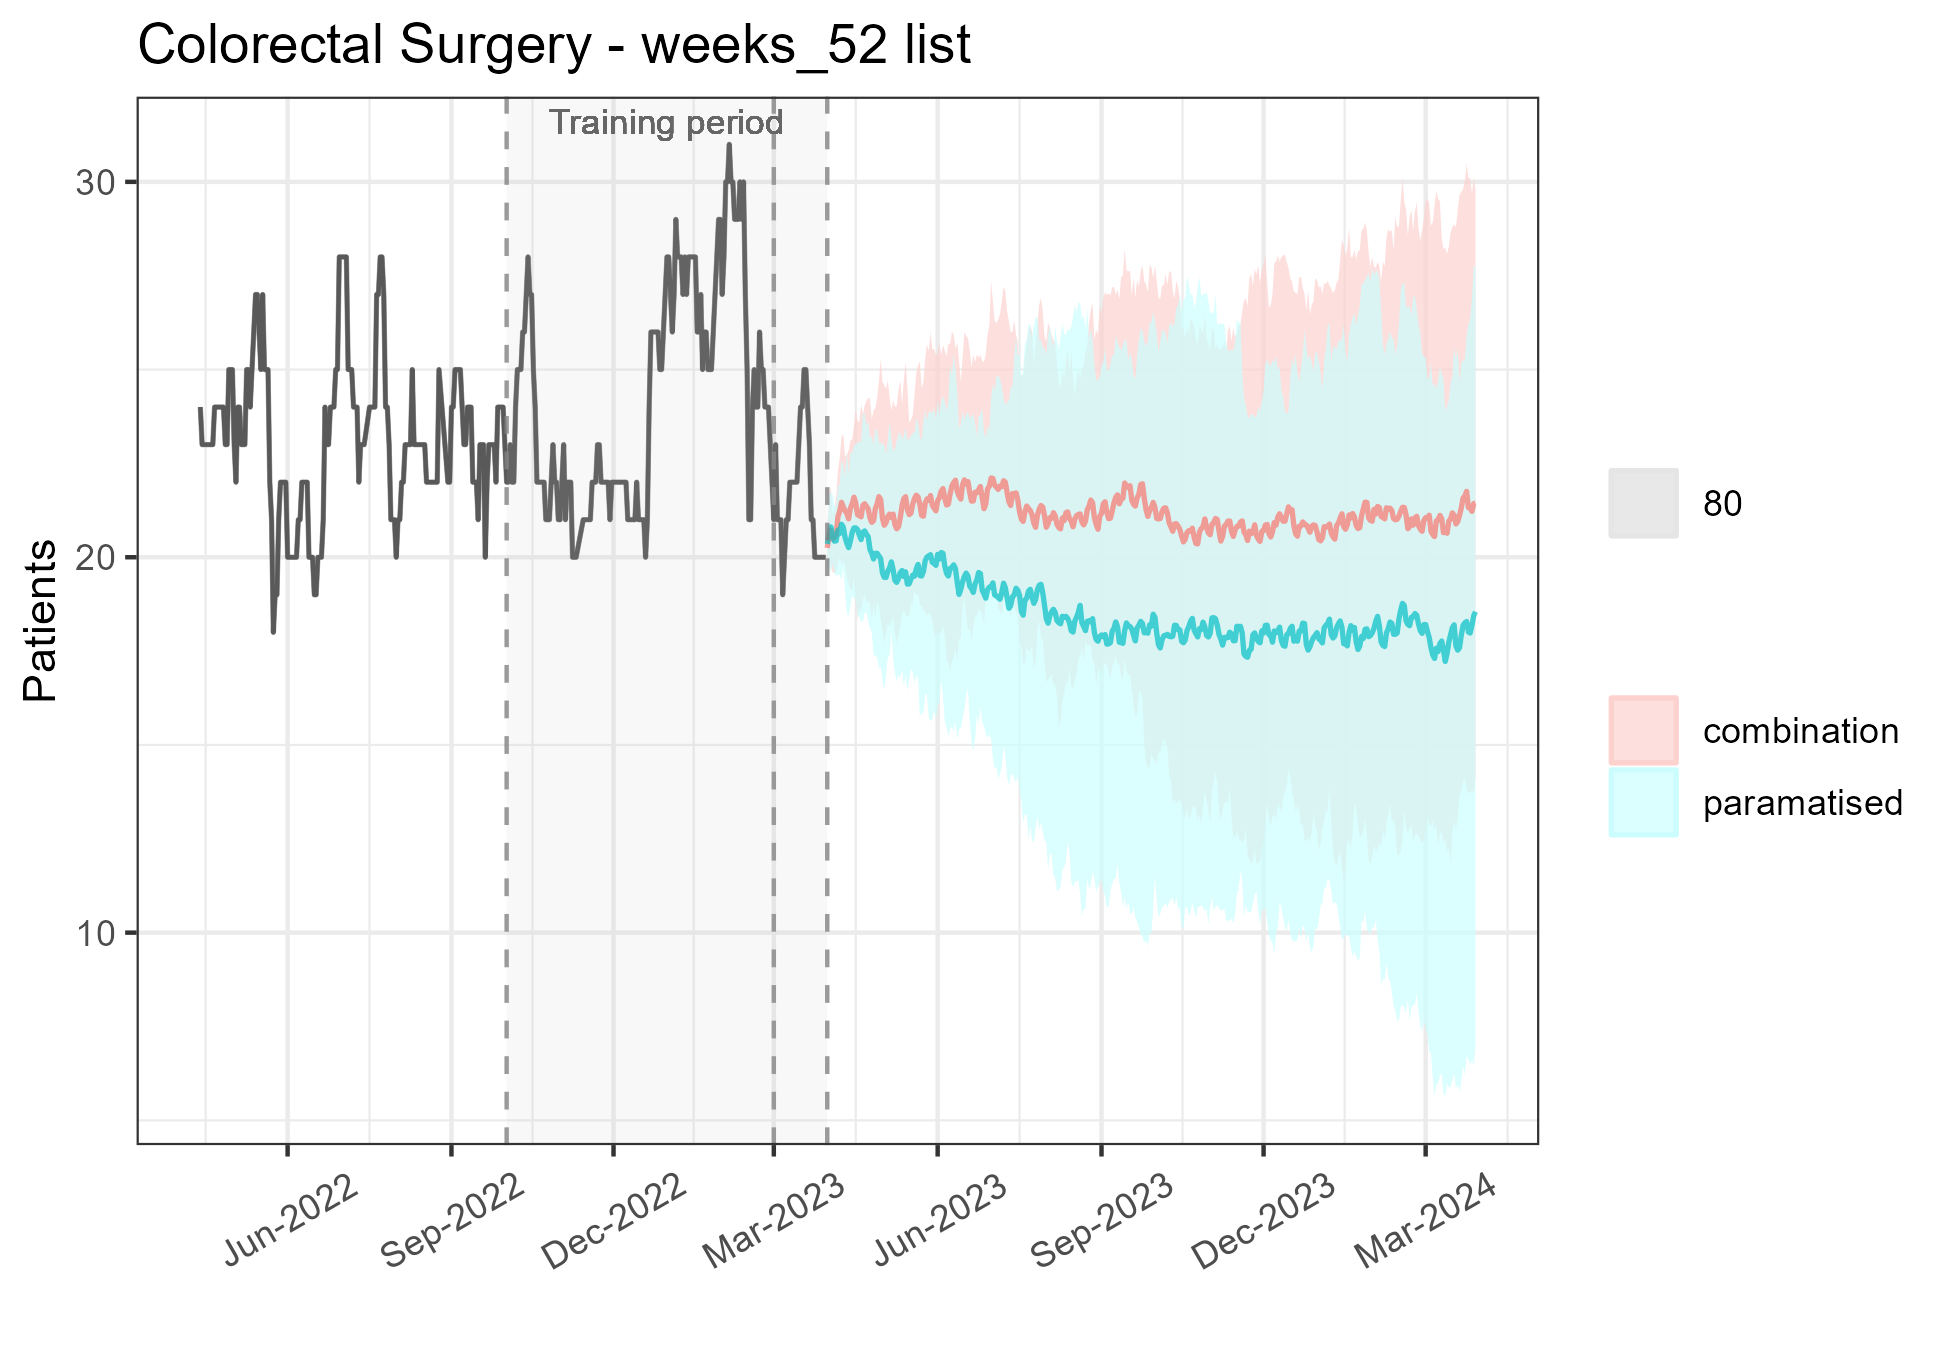 Colorectal Surgery - weeks_52 list
Training period
30
20
10
Patients
80
combination
paramatised
Jun-2022
Sep-2022
Dec-2022
Mar-2023
Jun-2023
Sep-2023
Dec-2023
Mar-2024